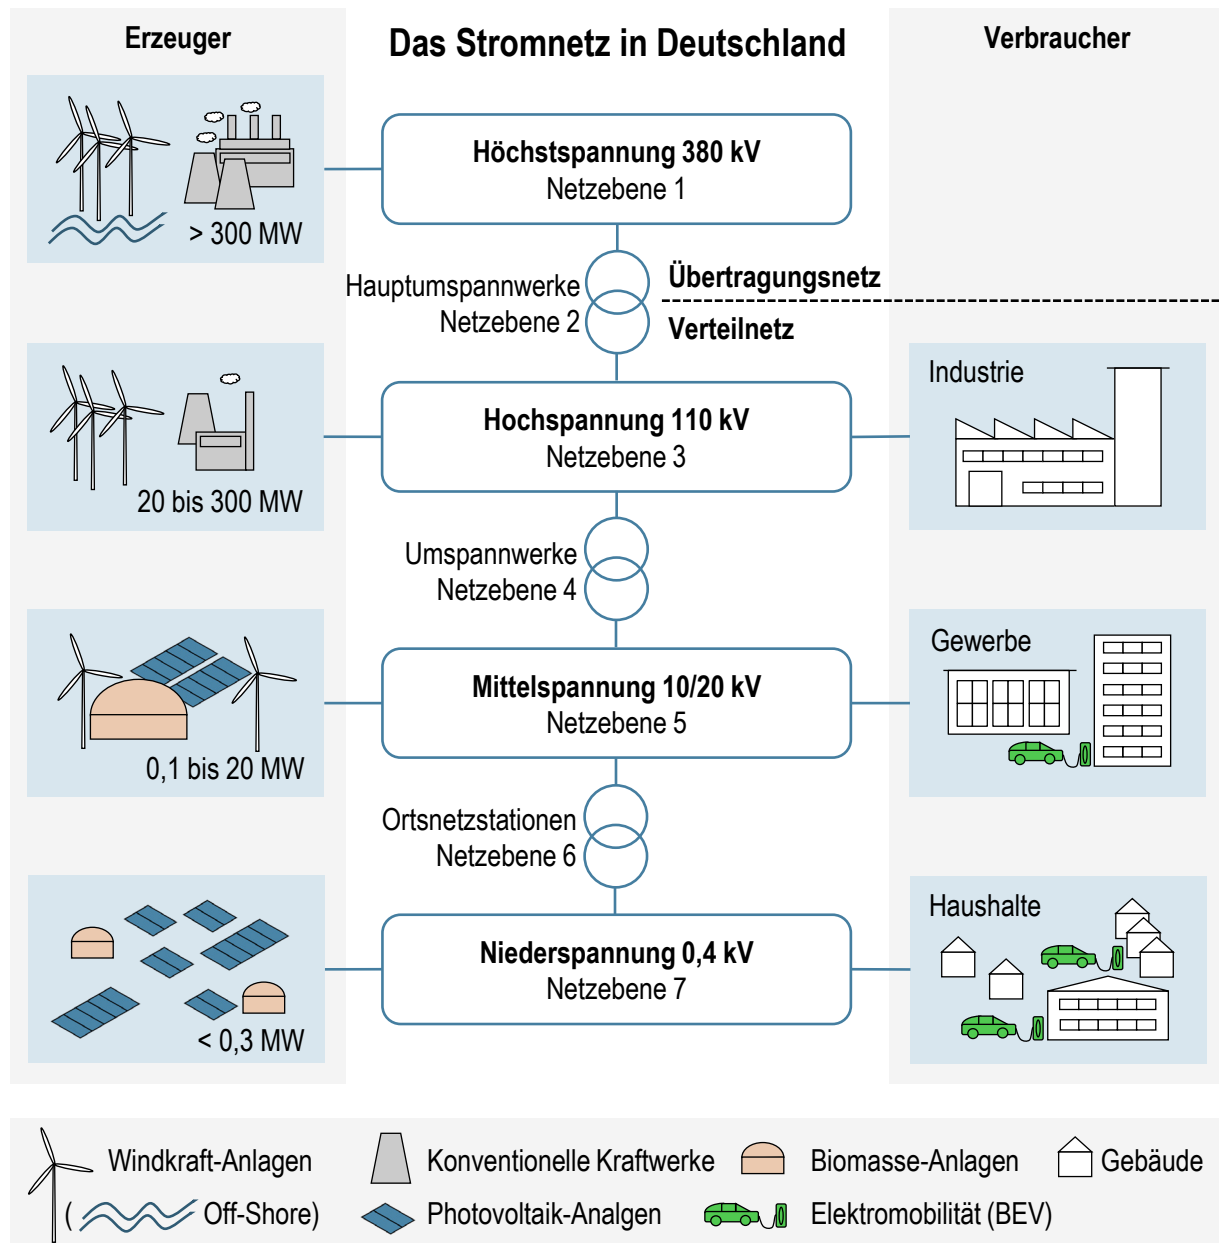 Erzeuger
Das Stromnetz in Deutschland
Verbraucher
Höchstspannung 380 kV
Netzebene 1
> 300 MW
Hauptumspannwerke
Netzebene 2
Übertragungsnetz
Verteilnetz
Industrie
Hochspannung 110 kV
Netzebene 3
20 bis 300 MW
Umspannwerke
Netzebene 4
Gewerbe
Mittelspannung 10/20 kV
Netzebene 5
0,1 bis 20 MW
Ortsnetzstationen
Netzebene 6
Haushalte
Niederspannung 0,4 kV
Netzebene 7
< 0,3 MW
Windkraft-Anlagen
Konventionelle Kraftwerke
Biomasse-Anlagen
Gebäude
( Off-Shore)
Photovoltaik-Analgen
Elektromobilität (BEV)